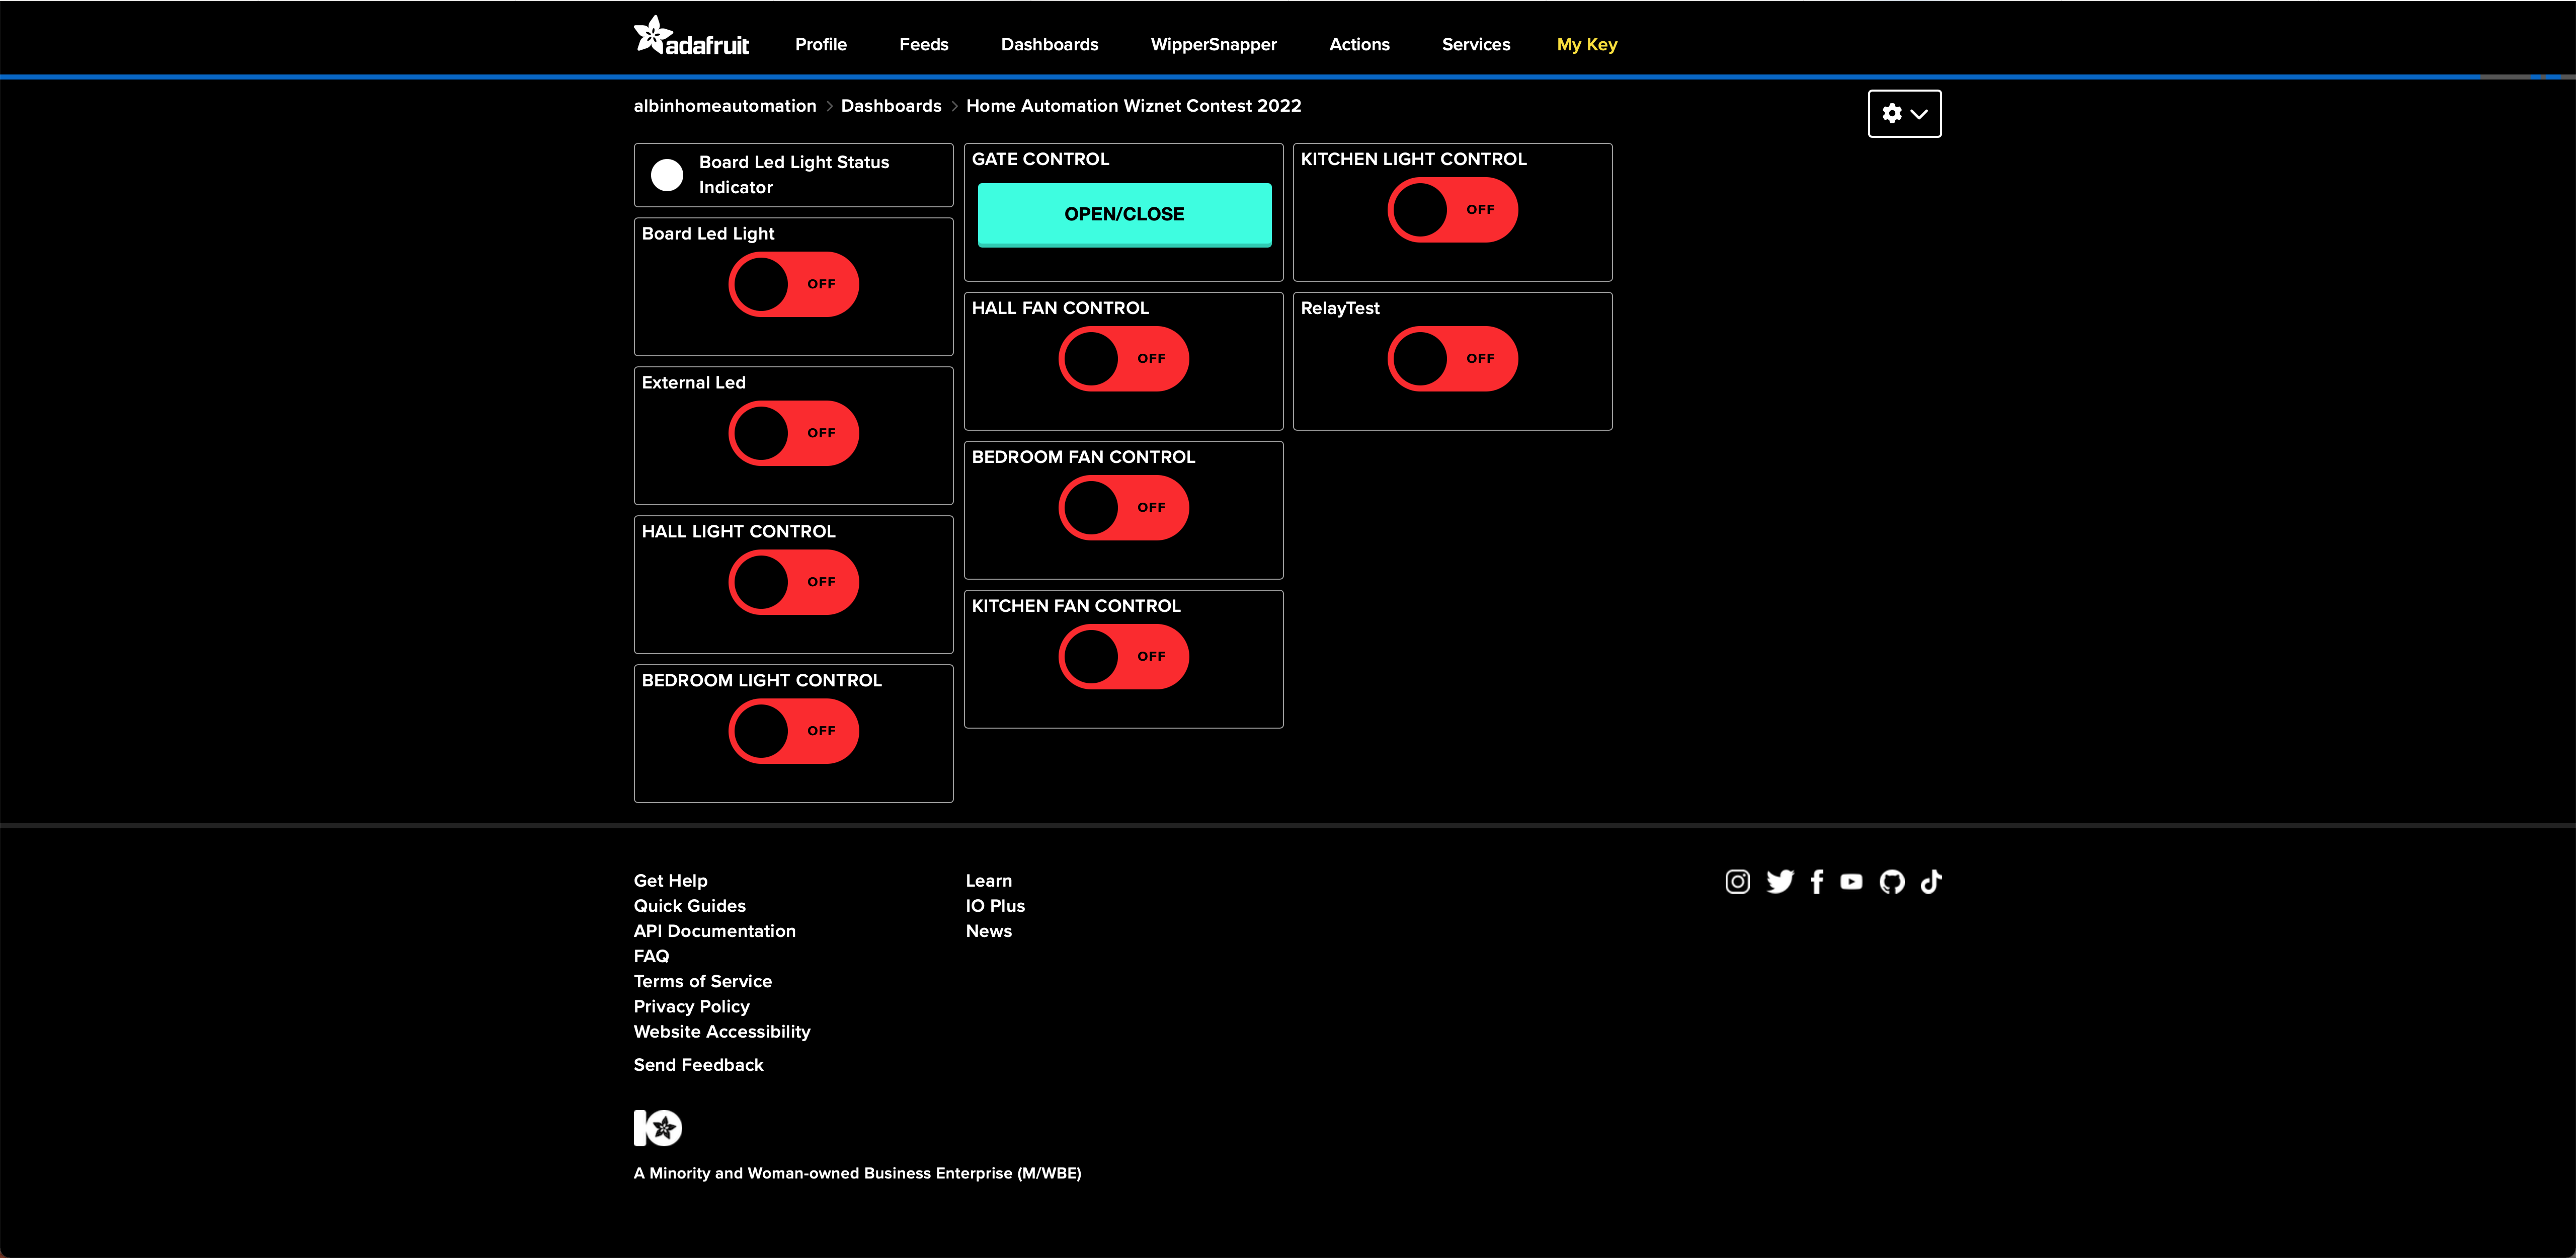 adafruit
Profile Feeds Dashboards WipperSnapper Actions Services My Key
albinhomeautomation > Dashboards > Home Automation Wiznet Contest 2022
Board Led Light Status
Indicator
Board Led Light
OFF
External Led
OFF
HALL LIGHT CONTROL
OFF
BEDROOM LIGHT CONTROL
OFF
GATE CONTROL
OPEN/CLOSE
HALL FAN CONTROL
OFF
BEDROOM FAN CONTROL
OFF
KITCHEN FAN CONTROL
OFF
KITCHEN LIGHT CONTROL
OFF
RelayTest
OFF
Get Help
Quick Guides
API Documentation
FAQ
Terms of Service
Privacy Policy
Website Accessibility
Send Feedback
Learn
IO Plus
News
A Minority and Woman-owned Business Enterprise (M/WBE)